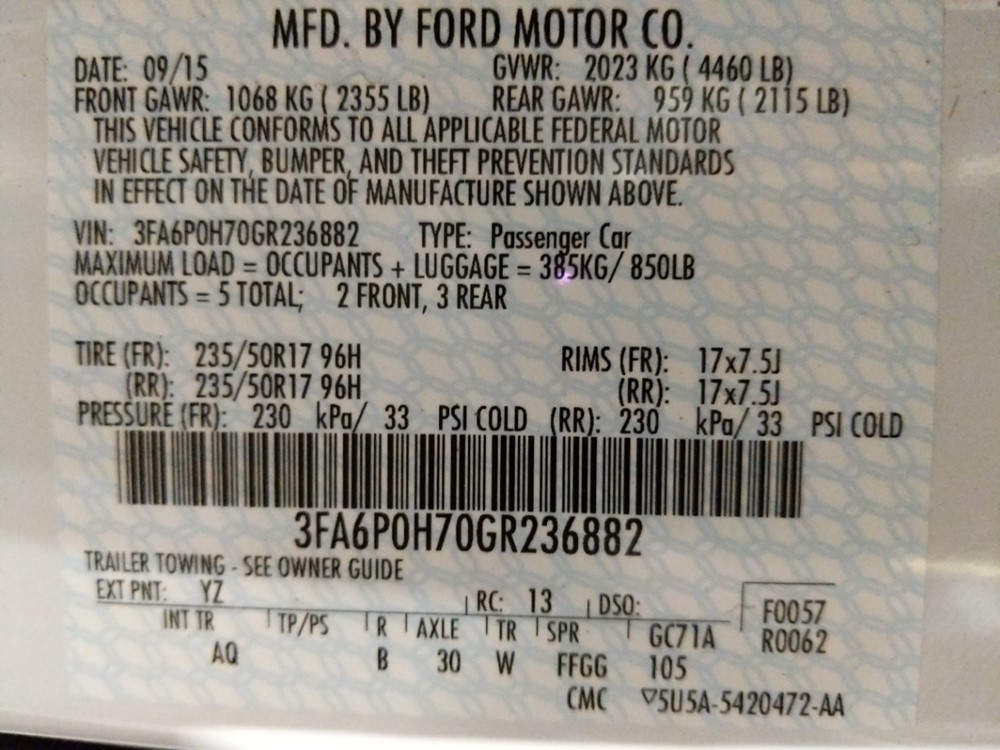 MFD. BY FORD MOTOR CO.
DATE: 09/15 GVWR: 2023 KG ( 4460 LB)
FRONT GAWR: 1068 KG ( 2355 LB) REAR GAWR: 959 KG ( 2115 LB)
THIS VEHICLE CONFORMS TO ALL APPLICABLE FEDERAL MOTOR
VEHICLE SAFETY, BUMPER, AND THEFT PREVENTION STANDARDS
IN EFFECT ON THE DATE OF MANUFACTURE SHOWN ABOVE.
VIN: 3FA6P0H70GR236882 TYPE: Passenger Car
MAXIMUM LOAD = OCCUPANTS + LUGGAGE = 385KG/ 850LB
OCCUPANTS = 5 TOTAL; 2 FRONT, 3 REAR
TIRE (FR): 235/50R17 96H RIMS (FR): 17x7.5J
(RR): 235/50R17 96H (RR): 17x7.5J
PRESSURE (FR): 230 kPa/ 33 PSI COLD (RR): 230 kPa/ 33 PSI COLD
3FA6P0H70GR236882
TRAILER TOWING - SEE OWNER GUIDE
EXT PNT: YZ RC: 13 DSO: F0057
INT TR TP/PS R AXLE TR SPR GC71A R0062
AQ B 30 W FFGG 105
CMC ▽5U5A-5420472-AA